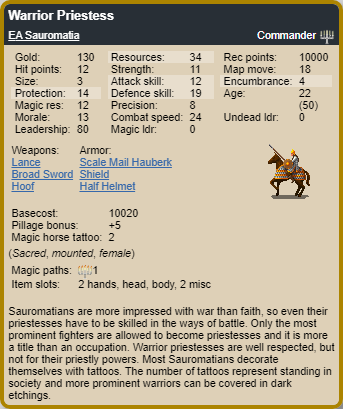 Warrior Priestess
EA Sauromatia Commander
Gold: 130 Resources: 34 Rec points: 10000
Hit points: 12 Strength: 11 Map move: 18
Size: 3 Attack skill: 12 Encumbrance: 4
Protection: 14 Defence skill: 19 Age: 22
Magic res: 12 Precision: 8 (50)
Morale: 13 Combat speed: 24 Undead ldr: 0
Leadership: 80 Magic ldr: 0
Weapons: Armor:
Lance Scale Mail Hauberk
Broad Sword Shield
Hoof Half Helmet
Basecost: 10020
Pillage bonus: +5
Magic horse tattoo: 2
(Sacred, mounted, female)
Magic paths: 1
Item slots: 2 hands, head, body, 2 misc
Sauromatians are more impressed with war than faith, so even their
priestesses have to be skilled in the ways of battle. Only the most
prominent fighters are allowed to become priestesses and it is more
a title than an occupation. Warrior priestesses are well respected, but
not for their priestly powers. Most Sauromatians decorate
themselves with tattoos. The number of tattoos represent standing in
society and more prominent warriors can be covered in dark
etchings.